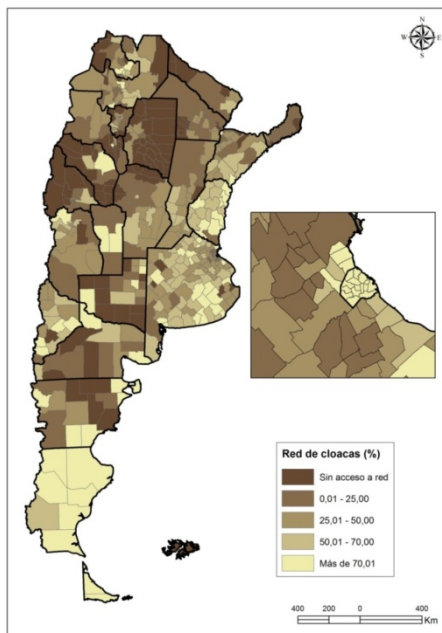 N
W E
S
Red de cloacas (%)
Sin acceso a red
0,01 - 25,00
25,01 - 50,00
50,01 - 70,00
Más de 70,01
400 200 0 400
Km